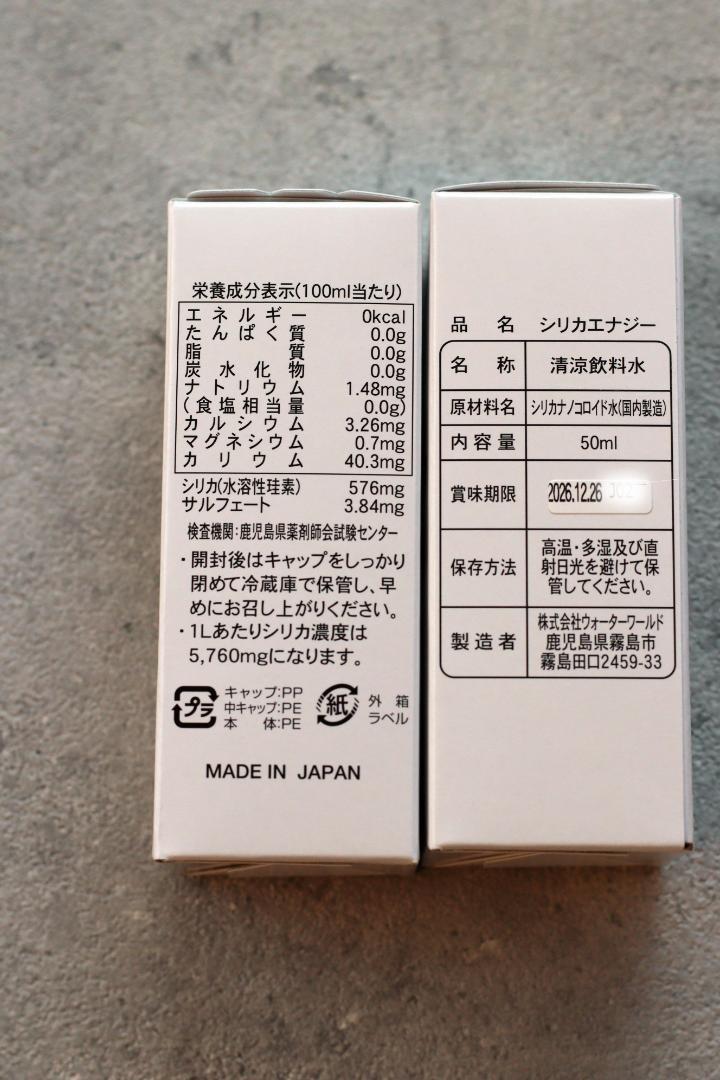 栄養成分表示(100ml当たり)
エネルギー 0kcal
たんぱく質 0.0g
脂質 0.0g
炭水化物 0.0g
ナトリウム 1.48mg
(食塩相当量 0.0g)
カルシウム 3.26mg
マグネシウム 0.7mg
カリウム 40.3mg
シリカ(水溶性珪素) 576mg
サルフェート 3.84mg
検査機関:鹿児島県薬剤師会試験センター
・開封後はキャップをしっかり
閉めて冷蔵庫で保管し、早
めにお召し上がりください。
・1Lあたりシリカ濃度は
5,760mgになります。
プラ
キャップ:PP
中キャップ:PE
本体:PE
紙
外箱
ラベル
MADE IN JAPAN
品名 シリカエナジー
名称 清涼飲料水
原材料名 シリカナノコロイド水(国内製造)
内容量 50ml
賞味期限 2026.12.26
保存方法 高温・多湿及び直
射日光を避けて保
管してください。
製造者 株式会社ウォーターワールド
鹿児島県霧島市
霧島田口2459-33